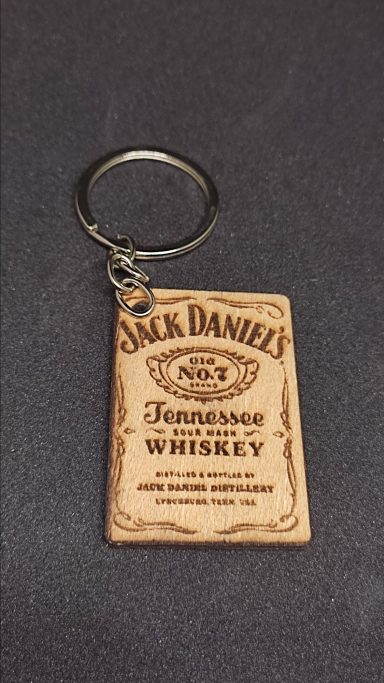 JACK DANIEL'S
Old
No.7
BRAND
Tennessee
SOUR MASH
WHISKEY
DISTILLED & BOTTLED BY
JACK DANIEL DISTILLERY
LYNCHBURG, TENN. USA